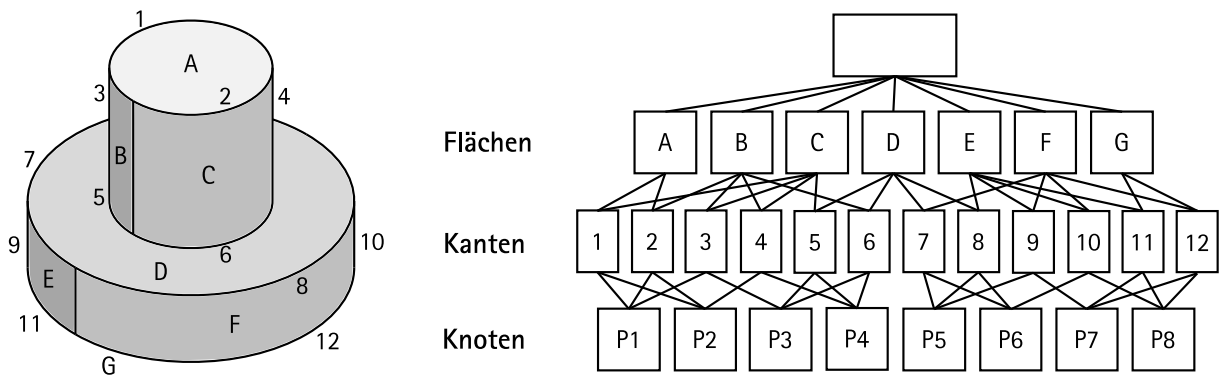 1
A
3
2
4
B
C
7
5
6
9
10
E
D
8
11
F
12
G
Flächen
A B C D E F G
Kanten
1 2 3 4 5 6 7 8 9 10 11 12
Knoten
P1 P2 P3 P4 P5 P6 P7 P8